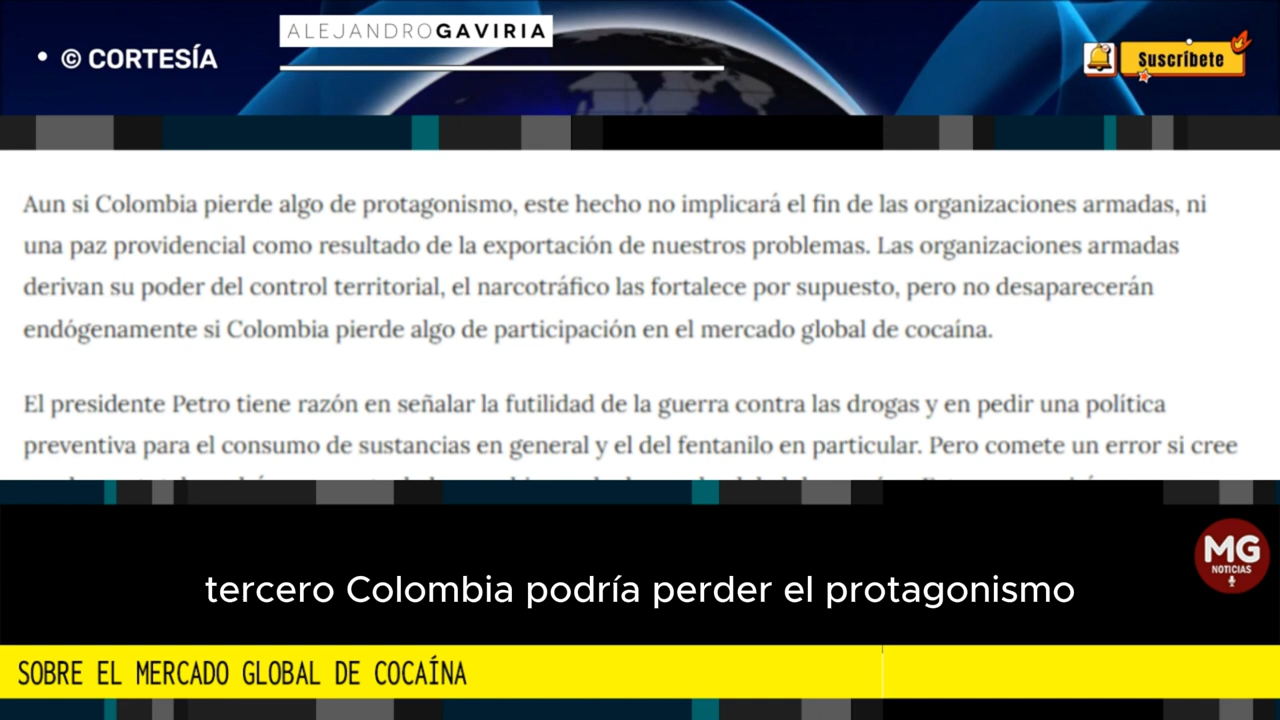 ALEJANDROGAVIRIA
• © CORTESÍA
Suscríbete
Aun si Colombia pierde algo de protagonismo, este hecho no implicará el fin de las organizaciones armadas, ni
una paz providencial como resultado de la exportación de nuestros problemas. Las organizaciones armadas
derivan su poder del control territorial, el narcotráfico las fortalece por supuesto, pero no desaparecerán
endógenamente si Colombia pierde algo de participación en el mercado global de cocaína.
El presidente Petro tiene razón en señalar la futilidad de la guerra contra las drogas y en pedir una política
preventiva para el consumo de sustancias en general y el del fentanilo en particular. Pero comete un error si cree
MG
NOTICIAS
tercero Colombia podría perder el protagonismo
SOBRE EL MERCADO GLOBAL DE COCAÍNA